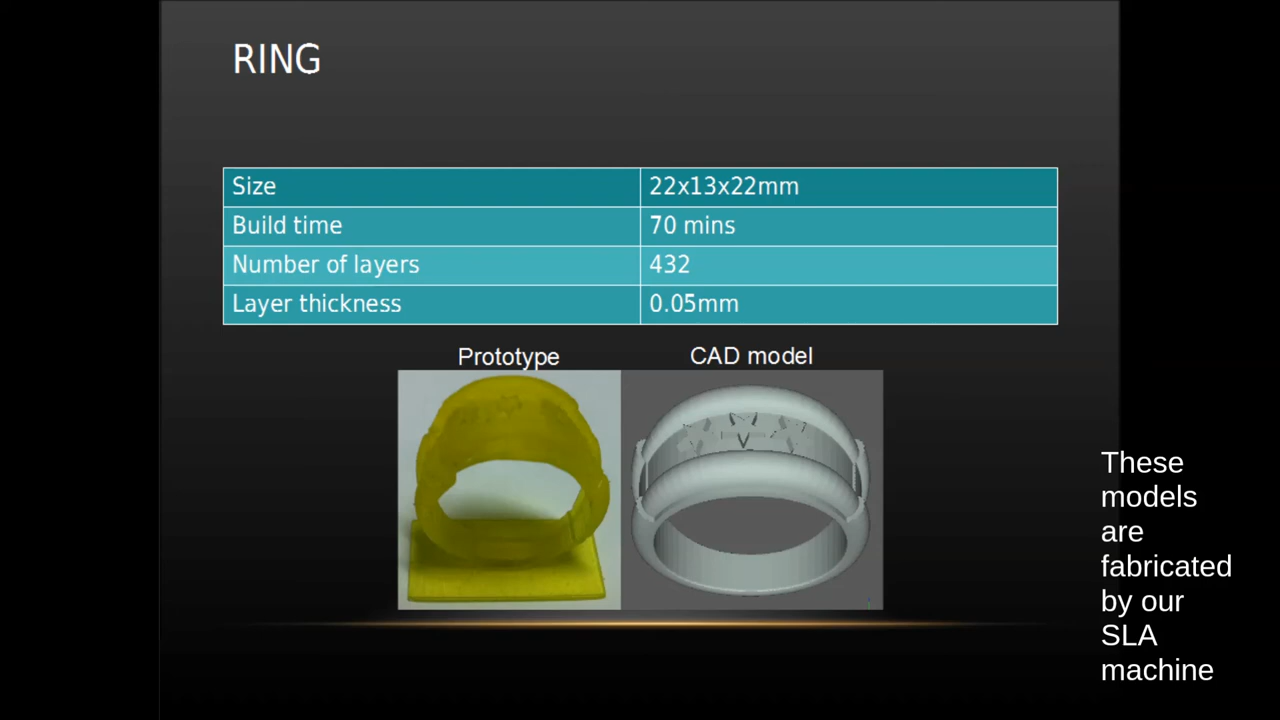 RING
Size 22x13x22mm
Build time 70 mins
Number of layers 432
Layer thickness 0.05mm
Prototype CAD model
These
models
are
fabricated
by our
SLA
machine